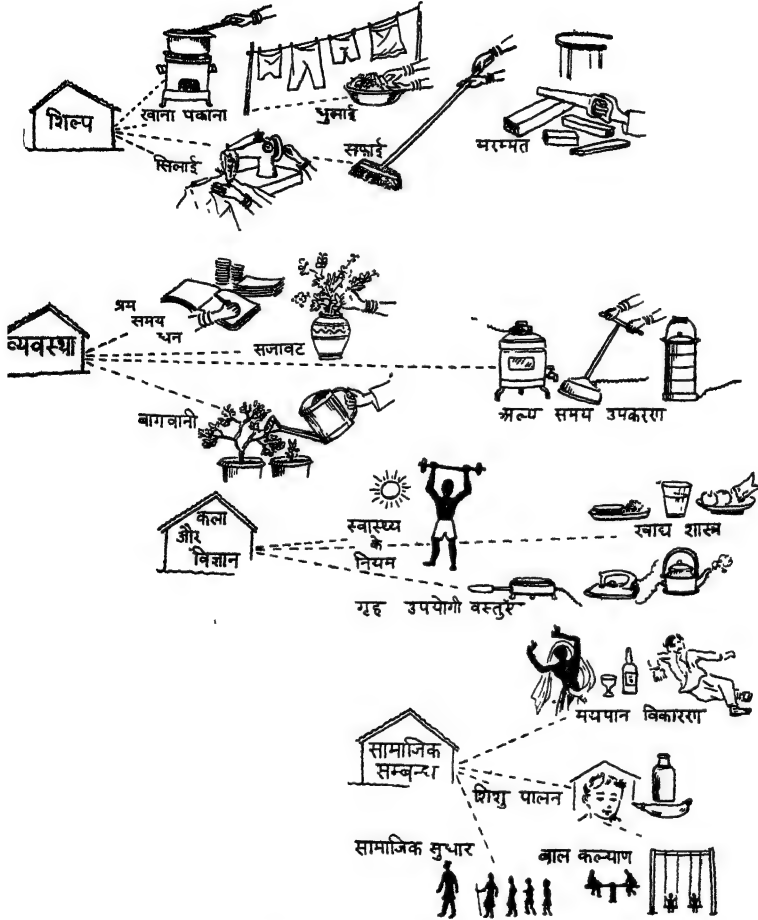 शिल्प
खाना पकाना
धुलाई
सिलाई
सफाई
मरम्मत
व्यवस्था
श्रम
समय
धन
सजावट
बागवानी
अल्प समय उपकरण
कला
और
विज्ञान
स्वास्थ्य
के
नियम
खाद्य शास्त्र
गृह उपयोगी वस्तुएं
मद्यपान विकाररण
सामाजिक
सम्बन्ध
शिशु पालन
सामाजिक सुधार
बाल कल्याण